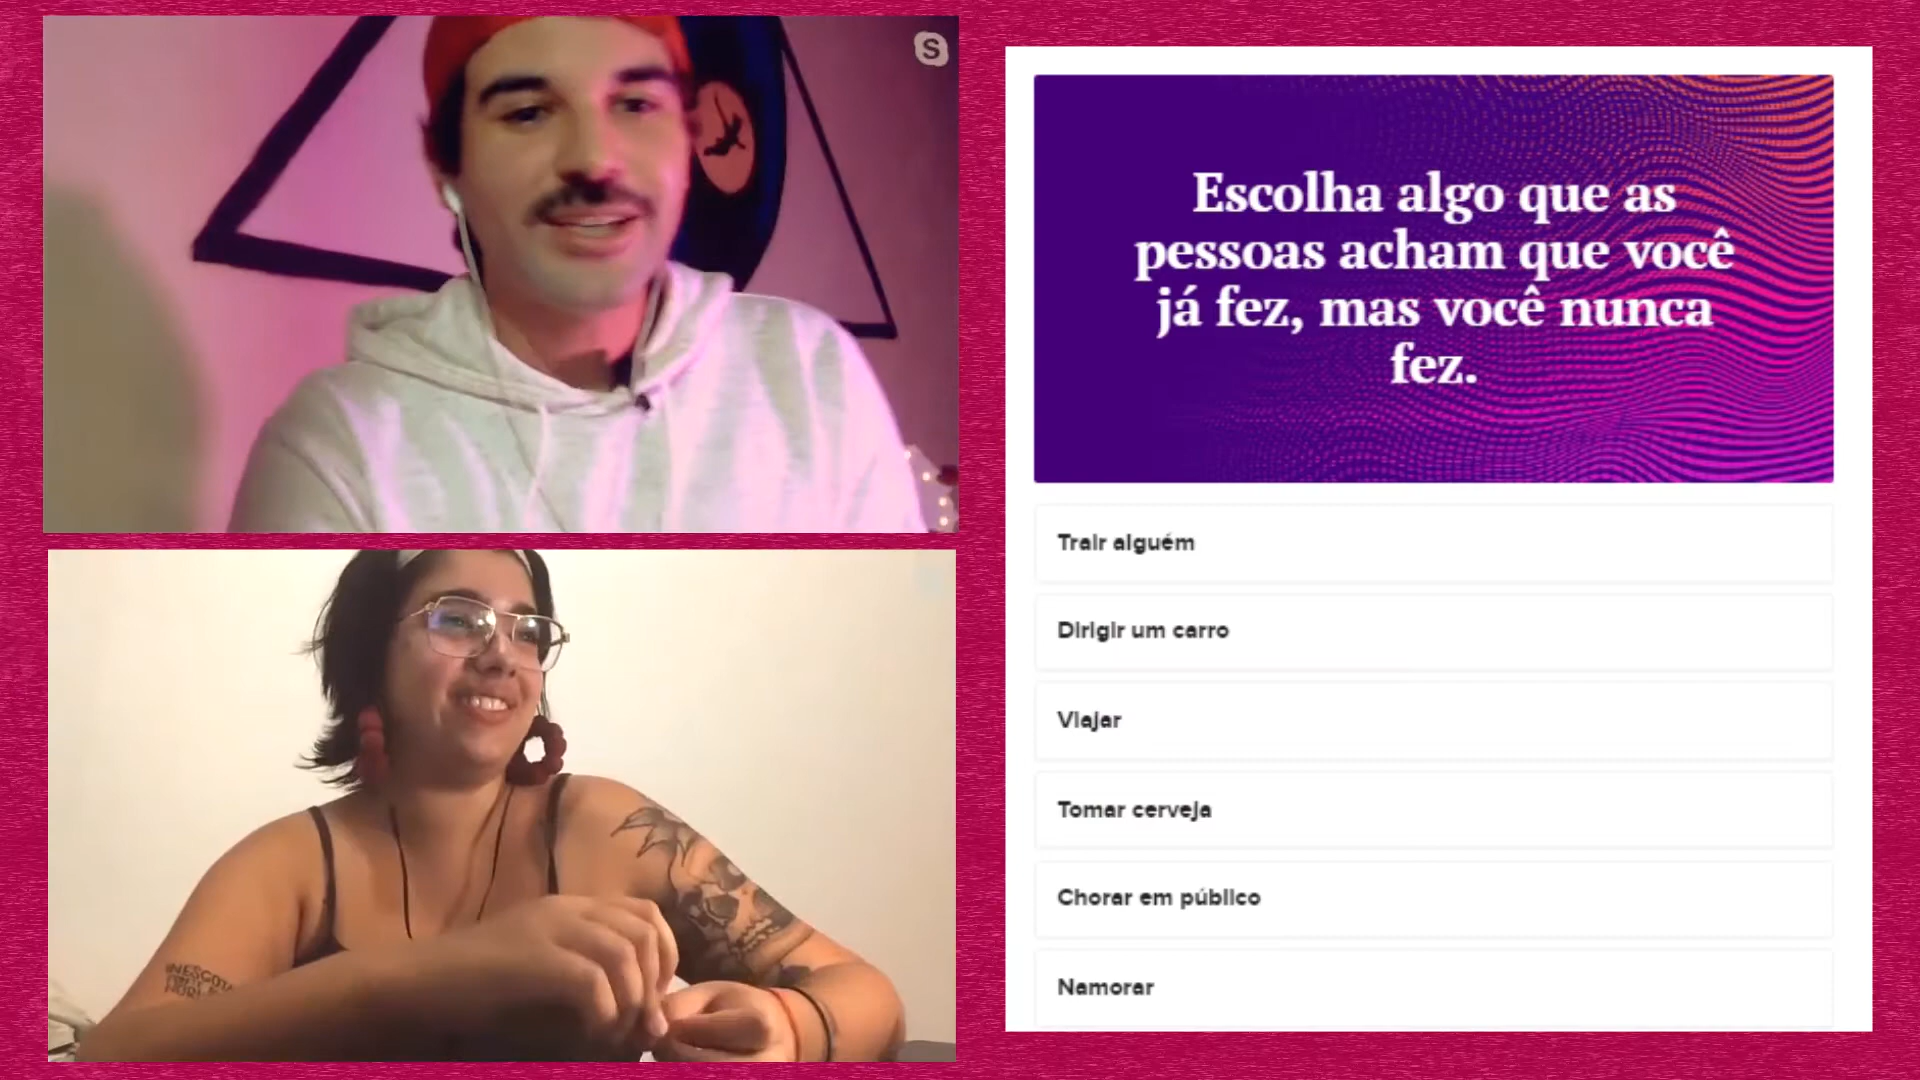 S
Escolha algo que as
pessoas acham que você
já fez, mas você nunca
fez.
Trair alguém
Dirigir um carro
Viajar
Tomar cerveja
Chorar em público
Namorar